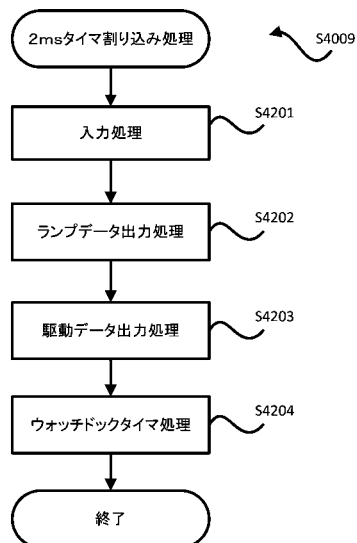 2msタイマ割り込み処理
S4009
入力処理
S4201
ランプデータ出力処理
S4202
駆動データ出力処理
S4203
ウォッチドックタイマ処理
S4204
終了